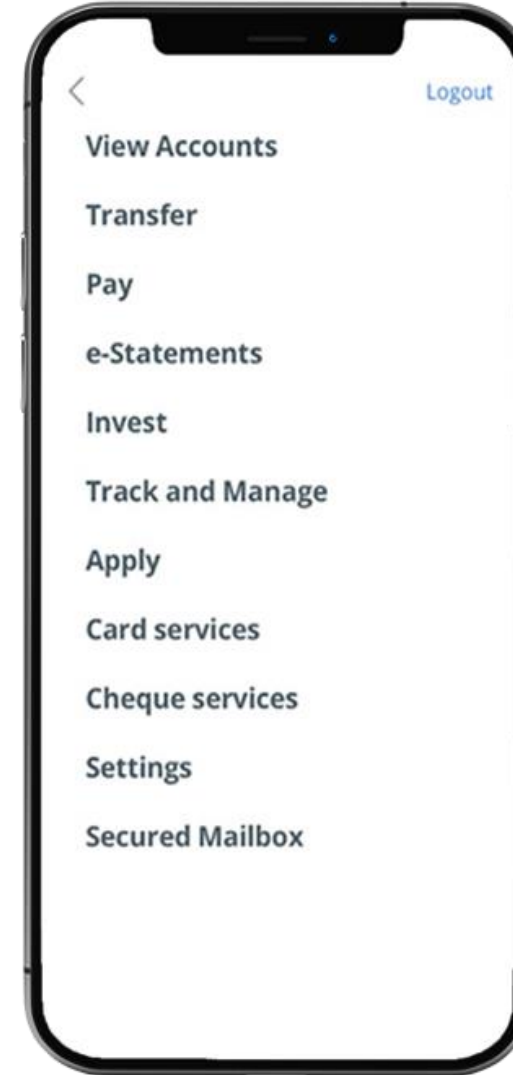 Logout
View Accounts
Transfer
Pay
e-Statements
Invest
Track and Manage
Apply
Card services
Cheque services
Settings
Secured Mailbox